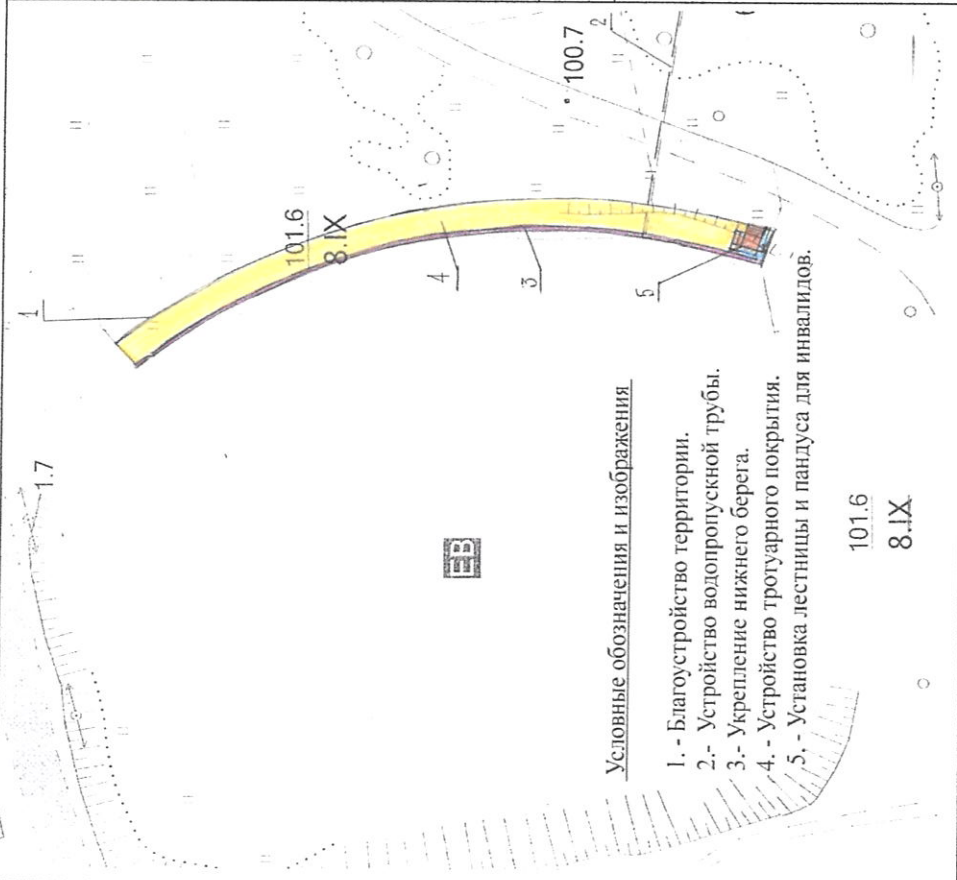 1
2
100.7
1.7
101.6
8.IX
4
3
5
ЕВ
Условные обозначения и изображения
1. - Благоустройство территории.
2.- Устройство водопропускной трубы.
3.- Укрепление нижнего берега.
4. - Устройство тротуарного покрытия.
5. - Установка лестницы и пандуса для инвалидов.
101.6
8.IX